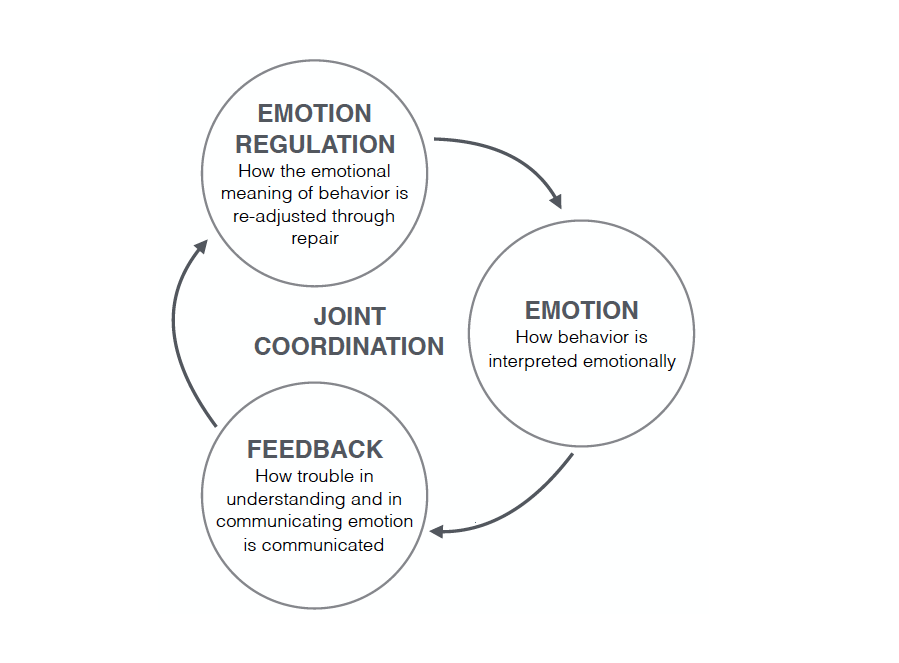 EMOTION
REGULATION
How the emotional
meaning of behavior is
re-adjusted through
repair
EMOTION
How behavior is
interpreted emotionally
JOINT
COORDINATION
FEEDBACK
How trouble in
understanding and in
communicating emotion
is communicated